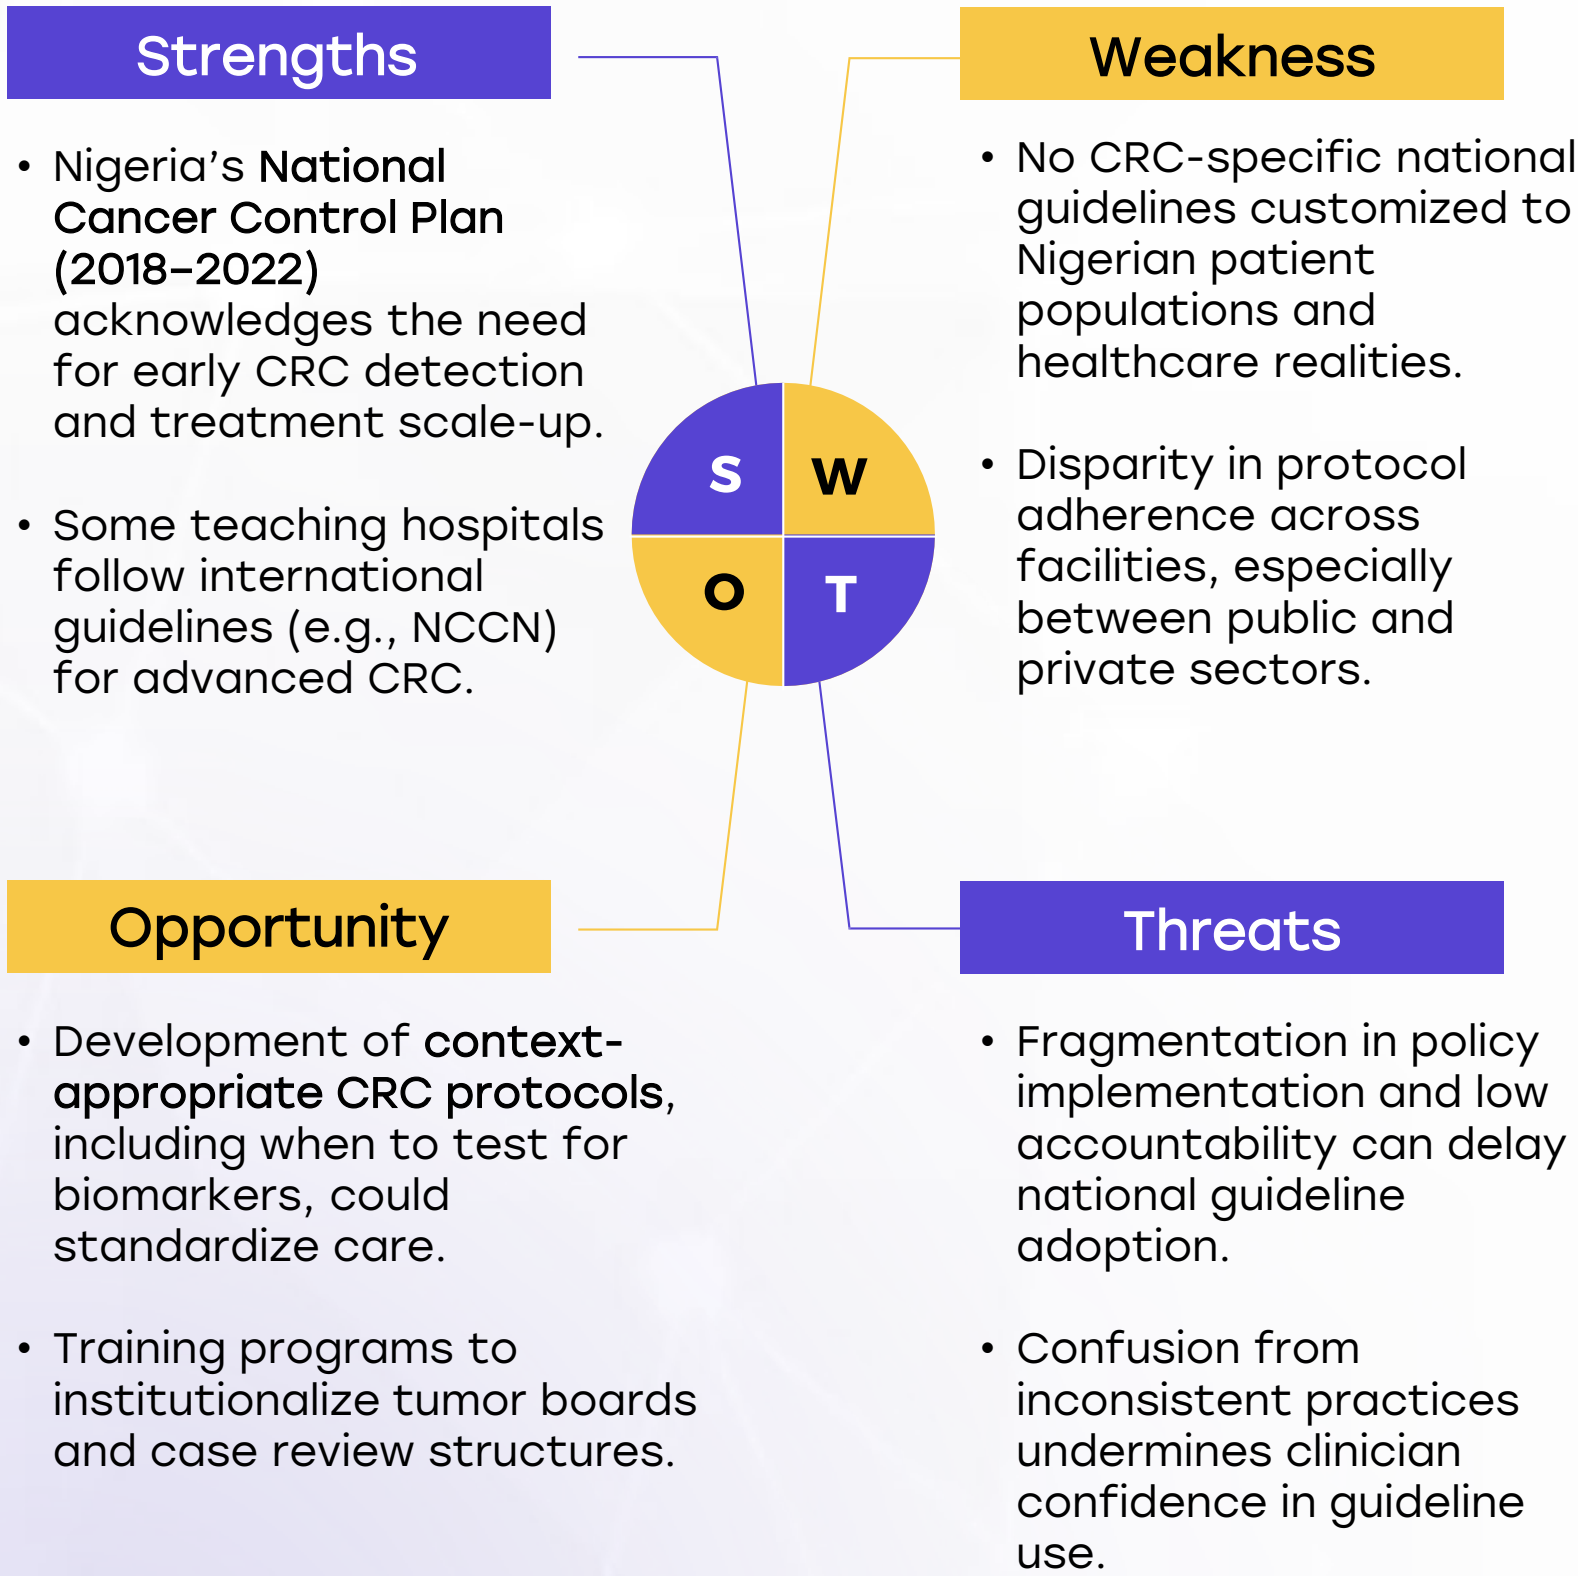 Strengths
• Nigeria’s National
Cancer Control Plan
(2018–2022)
acknowledges the need
for early CRC detection
and treatment scale-up.
• Some teaching hospitals
follow international
guidelines (e.g., NCCN)
for advanced CRC.
Weakness
• No CRC-specific national
guidelines customized to
Nigerian patient
populations and
healthcare realities.
• Disparity in protocol
adherence across
facilities, especially
between public and
private sectors.
S
W
O
T
Opportunity
• Development of context-
appropriate CRC protocols,
including when to test for
biomarkers, could
standardize care.
• Training programs to
institutionalize tumor boards
and case review structures.
Threats
• Fragmentation in policy
implementation and low
accountability can delay
national guideline
adoption.
• Confusion from
inconsistent practices
undermines clinician
confidence in guideline
use.